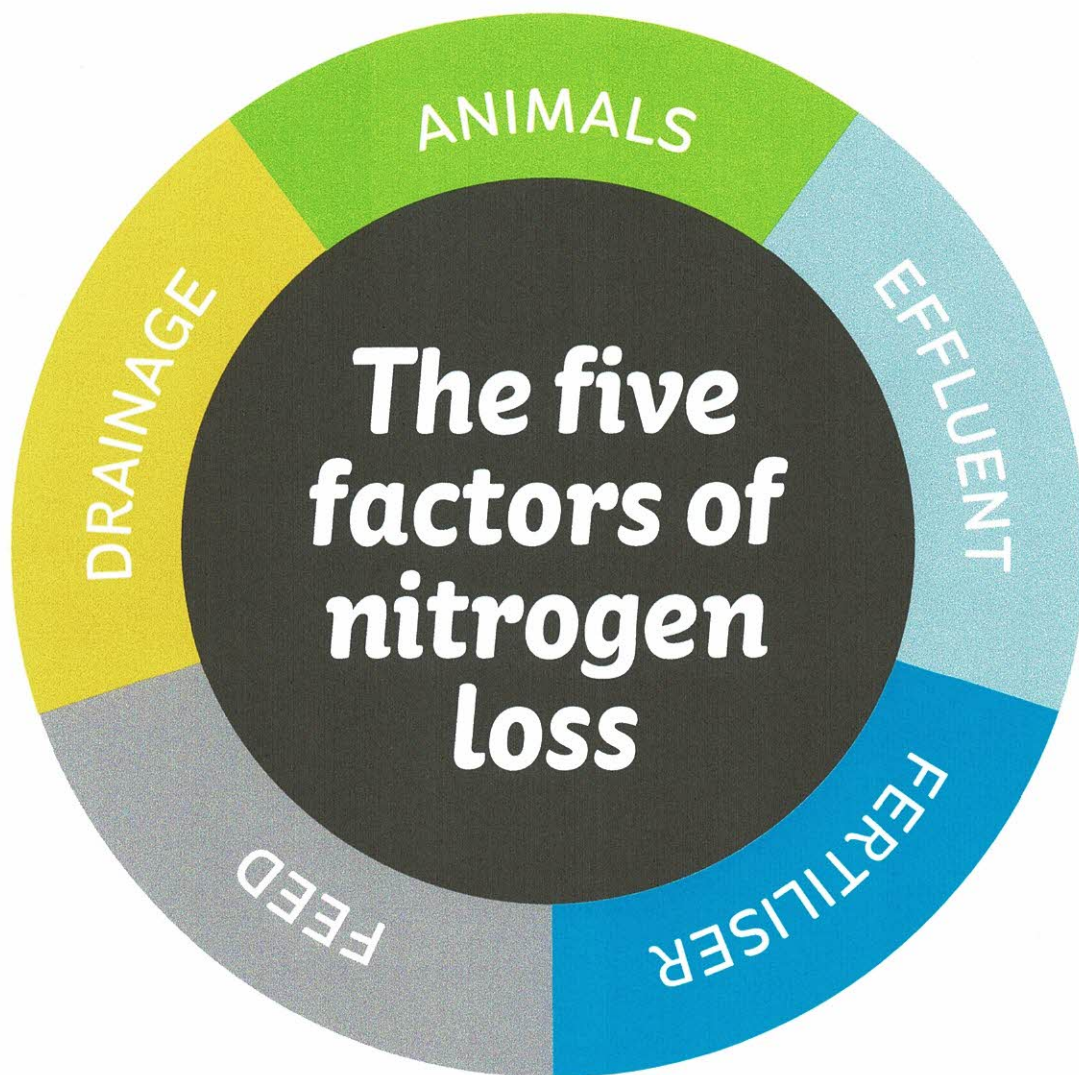 The five
factors of
nitrogen
loss
ANIMALS
EFFLUENT
FERTILISER
FEED
DRAINAGE